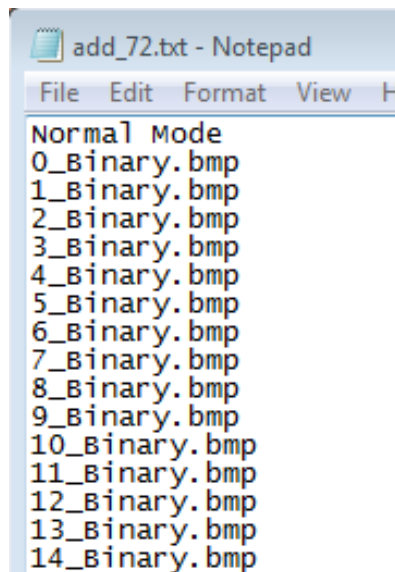 add_72.txt - Notepad
File Edit Format View H
Normal Mode
0_Binary.bmp
1_Binary.bmp
2_Binary.bmp
3_Binary.bmp
4_Binary.bmp
5_Binary.bmp
6_Binary.bmp
7_Binary.bmp
8_Binary.bmp
9_Binary.bmp
10_Binary.bmp
11_Binary.bmp
12_Binary.bmp
13_Binary.bmp
14_Binary.bmp